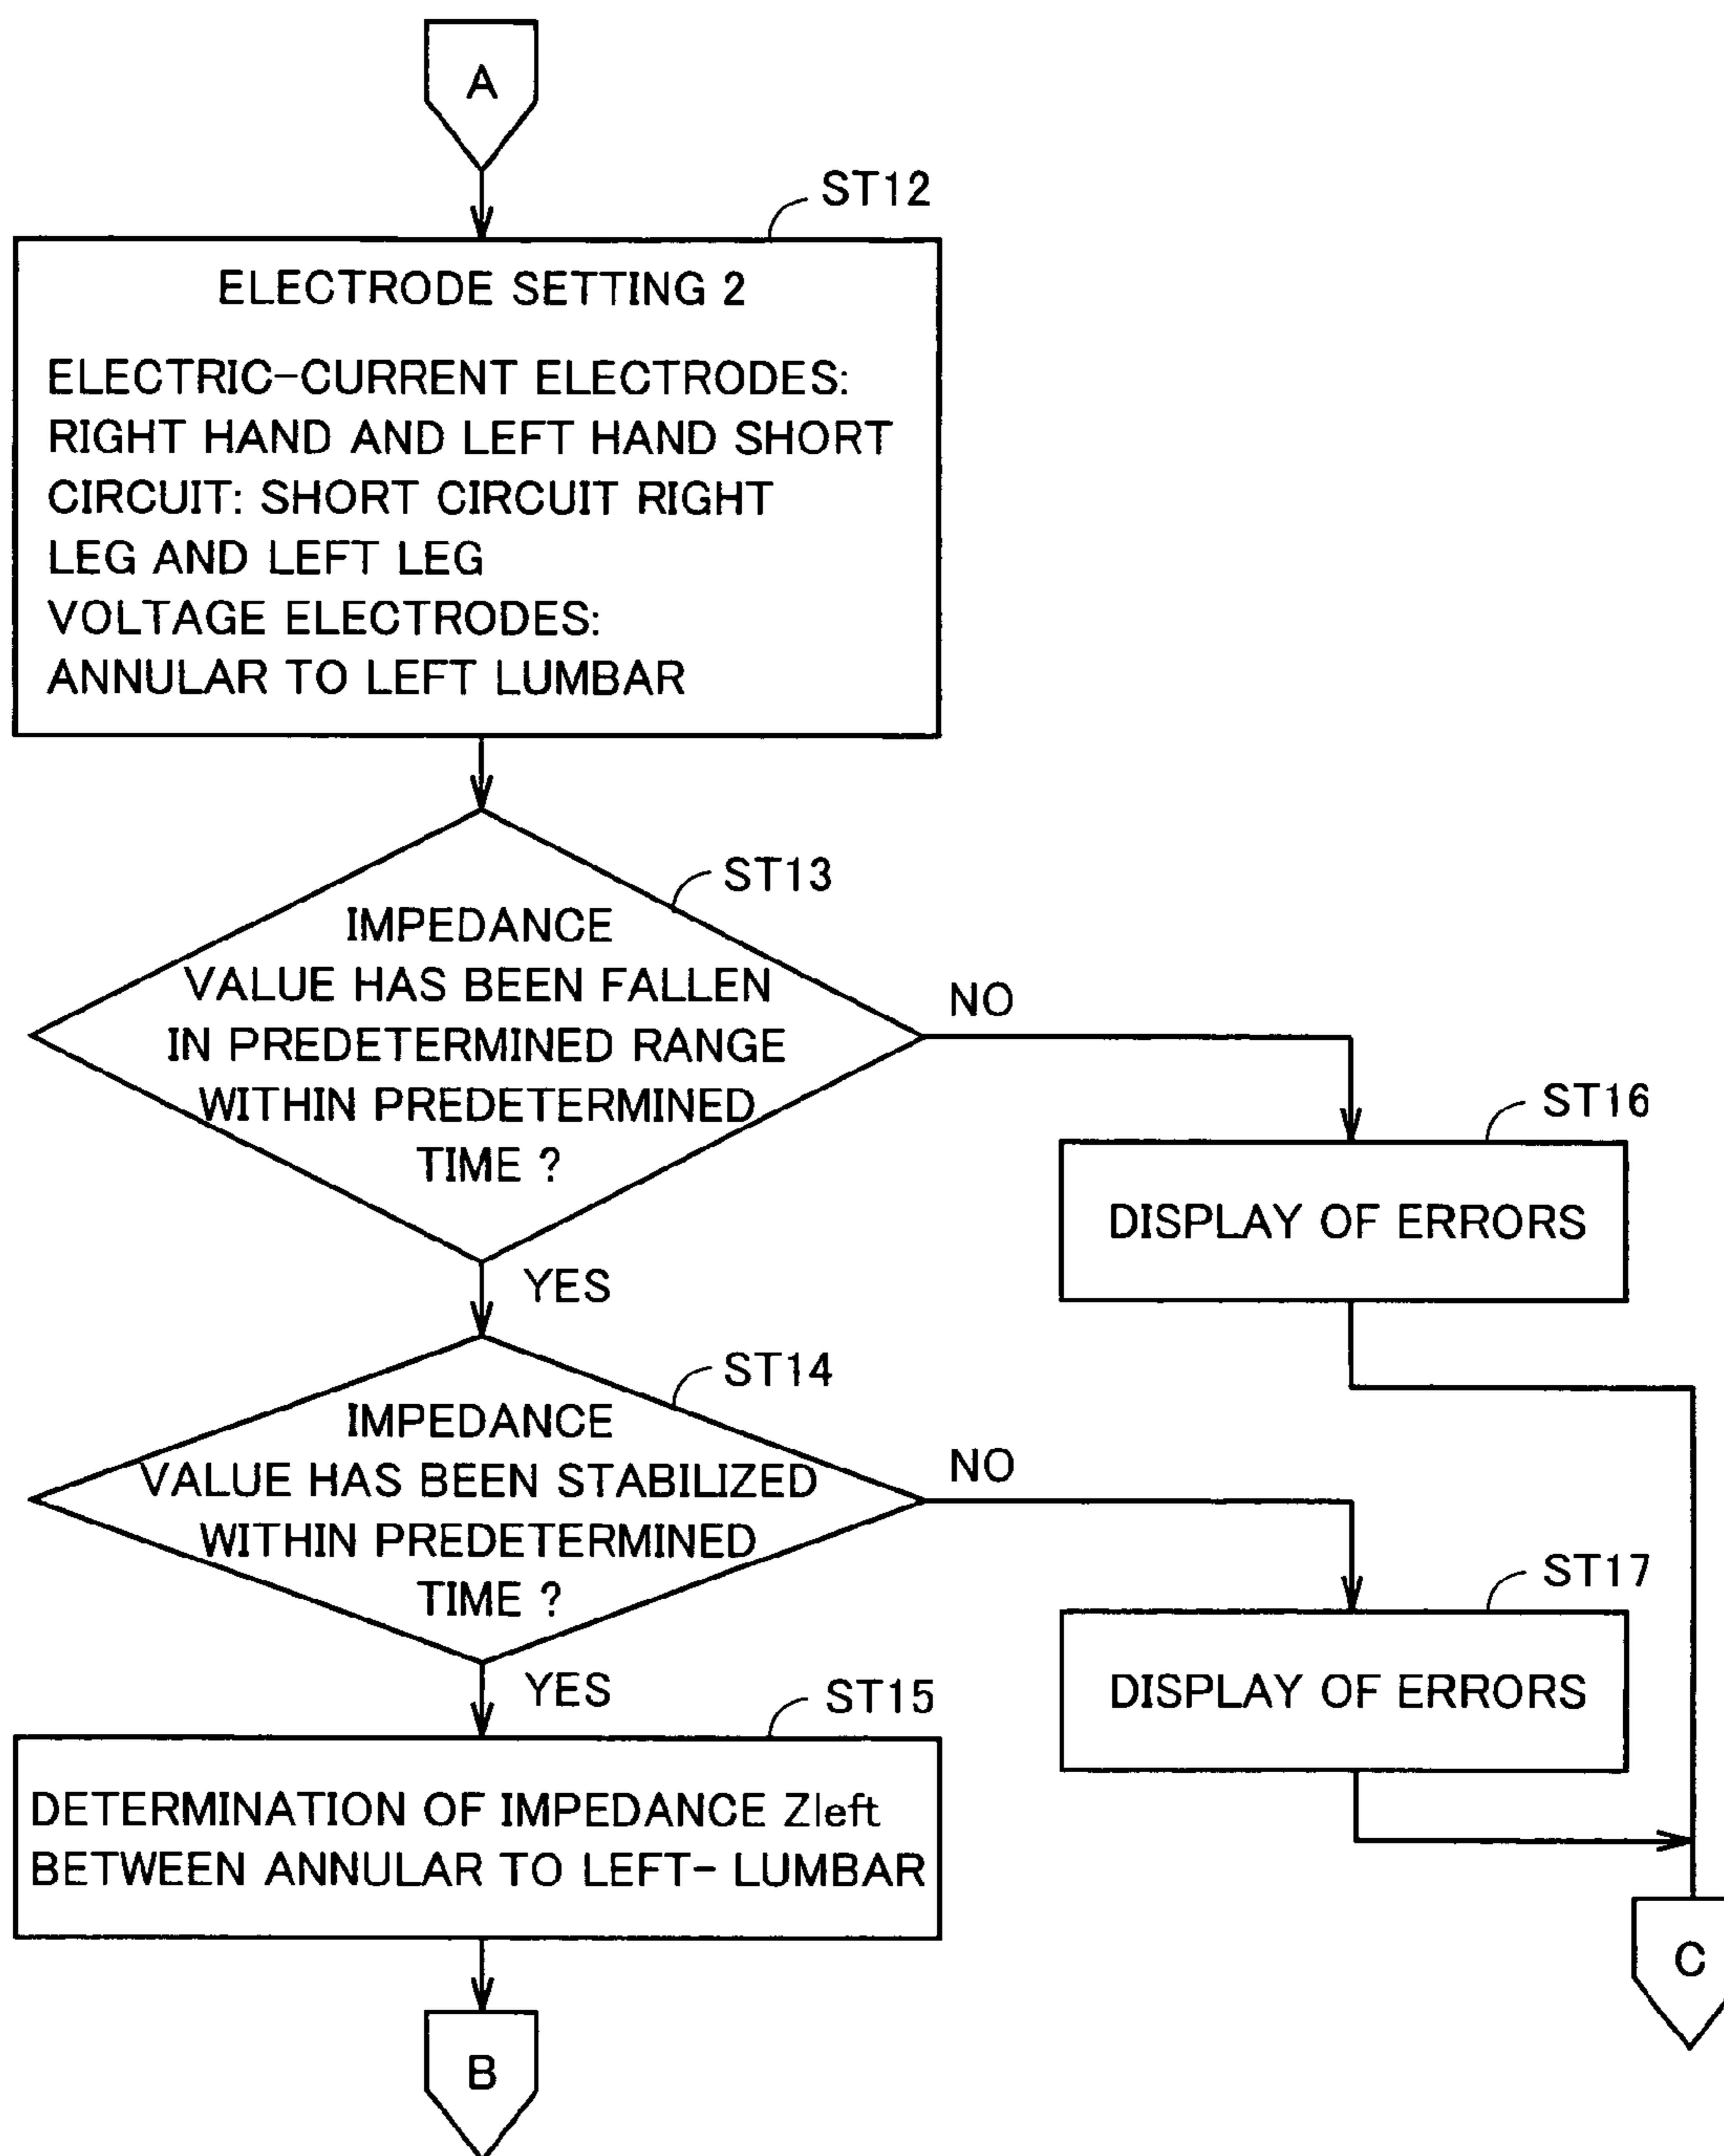 A
ST12
ELECTRODE SETTING 2
ELECTRIC-CURRENT ELECTRODES:
RIGHT HAND AND LEFT HAND SHORT
CIRCUIT: SHORT CIRCUIT RIGHT
LEG AND LEFT LEG
VOLTAGE ELECTRODES:
ANNULAR TO LEFT LUMBAR
ST13
IMPEDANCE
VALUE HAS BEEN FALLEN
IN PREDETERMINED RANGE
WITHIN PREDETERMINED
TIME ?
NO
YES
ST16
DISPLAY OF ERRORS
ST14
IMPEDANCE
VALUE HAS BEEN STABILIZED
WITHIN PREDETERMINED
TIME ?
NO
YES
ST17
DISPLAY OF ERRORS
ST15
DETERMINATION OF IMPEDANCE Zleft
BETWEEN ANNULAR TO LEFT- LUMBAR
C
B